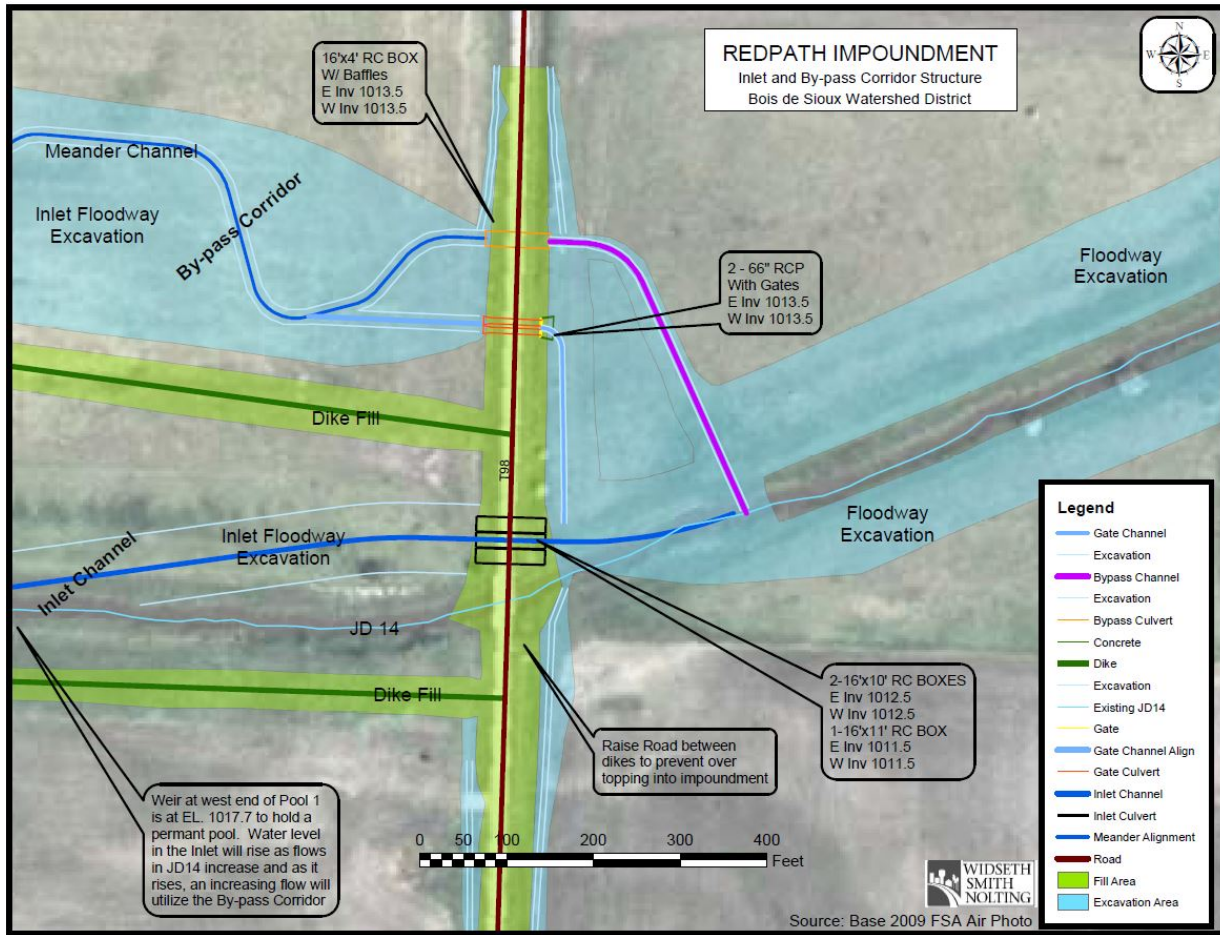 REDPATH IMPOUNDMENT
Inlet and By-pass Corridor Structure
Bois de Sioux Watershed District
N
W
E
S
16'x4' RC BOX
W/ Baffles
E Inv 1013.5
W Inv 1013.5
Meander Channel
Inlet Floodway
Excavation
By-pass Corridor
2 - 66" RCP
With Gates
E Inv 1013.5
W Inv 1013.5
Floodway
Excavation
Dike Fill
T98
Inlet Floodway
Excavation
Inlet Channel
JD 14
Floodway
Excavation
Dike Fill
2-16'x10' RC BOXES
E Inv 1012.5
W Inv 1012.5
1-16'x11' RC BOX
E Inv 1011.5
W Inv 1011.5
Raise Road between
dikes to prevent over
topping into impoundment
Weir at west end of Pool 1
is at EL. 1017.7 to hold a
permant pool. Water level
in the Inlet will rise as flows
in JD14 increase and as it
rises, an increasing flow will
utilize the By-pass Corridor
0 50 100 200 300 400
Feet
Legend
Gate Channel
Excavation
Bypass Channel
Excavation
Bypass Culvert
Concrete
Dike
Excavation
Existing JD14
Gate
Gate Channel Align
Gate Culvert
Inlet Channel
Inlet Culvert
Meander Alignment
Road
Fill Area
Excavation Area
WIDSETH
SMITH
NOLTING
Source: Base 2009 FSA Air Photo